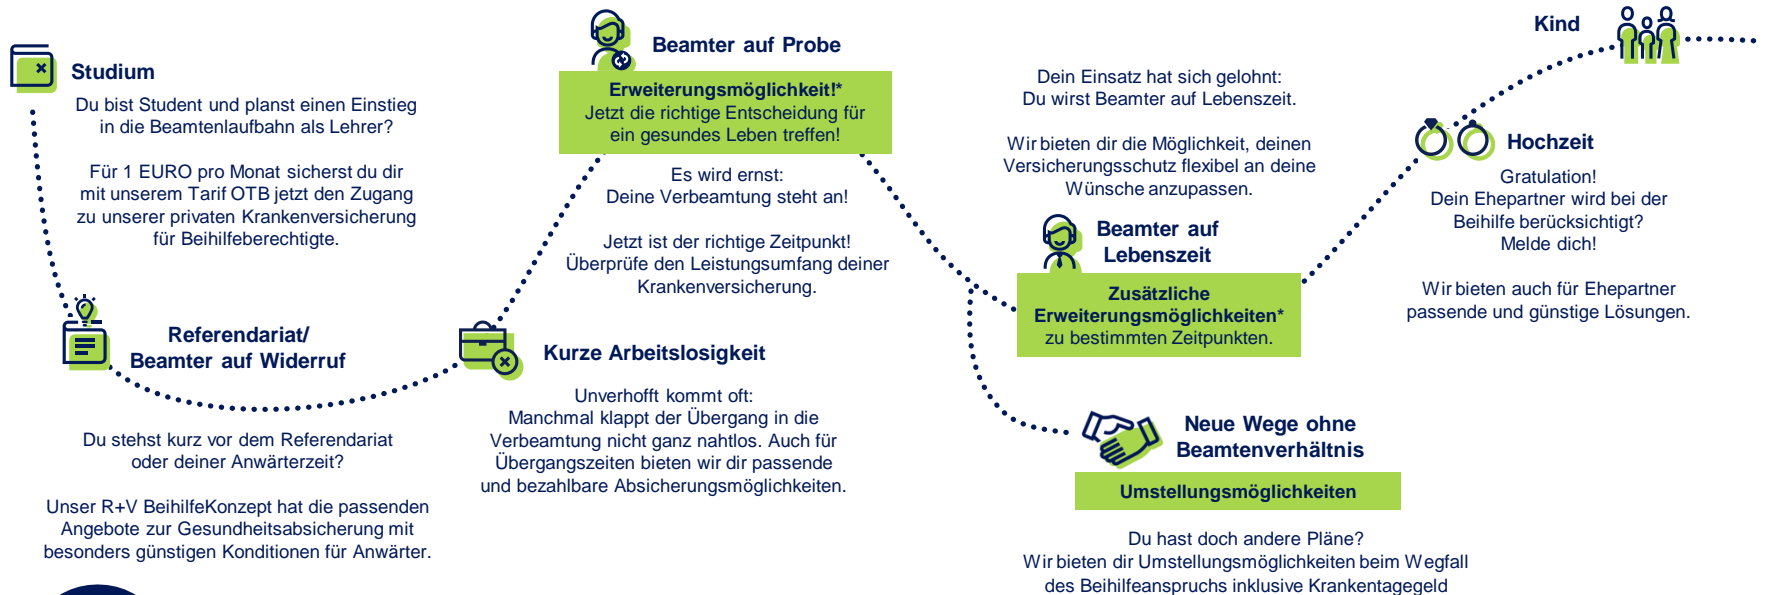 Studium
Du bist Student und planst einen Einstieg
in die Beamtenlaufbahn als Lehrer?
Für 1 EURO pro Monat sicherst du dir
mit unserem Tarif OTB jetzt den Zugang
zu unserer privaten Krankenversicherung
für Beihilfeberechtigte.
Referendariat/
Beamter auf Widerruf
Du stehst kurz vor dem Referendariat
oder deiner Anwärterzeit?
Unser R+V BeihilfeKonzept hat die passenden
Angebote zur Gesundheitsabsicherung mit
besonders günstigen Konditionen für Anwärter.
Kurze Arbeitslosigkeit
Unverhofft kommt oft:
Manchmal klappt der Übergang in die
Verbeamtung nicht ganz nahtlos. Auch für
Übergangszeiten bieten wir dir passende
und bezahlbare Absicherungsmöglichkeiten.
Beamter auf Probe
Erweiterungsmöglichkeit!*
Jetzt die richtige Entscheidung für
ein gesundes Leben treffen!
Es wird ernst:
Deine Verbeamtung steht an!
Jetzt ist der richtige Zeitpunkt!
Überprüfe den Leistungsumfang deiner
Krankenversicherung.
Dein Einsatz hat sich gelohnt:
Du wirst Beamter auf Lebenszeit.
Wir bieten dir die Möglichkeit, deinen
Versicherungsschutz flexibel an deine
Wünsche anzupassen.
Beamter auf
Lebenszeit
Zusätzliche
Erweiterungsmöglichkeiten*
zu bestimmten Zeitpunkten.
Neue Wege ohne
Beamtenverhältnis
Umstellungsmöglichkeiten
Du hast doch andere Pläne?
Wir bieten dir Umstellungsmöglichkeiten beim Wegfall
des Beihilfeanspruchs inklusive Krankentagegeld
Hochzeit
Gratulation!
Dein Ehepartner wird bei der
Beihilfe berücksichtigt?
Melde dich!
Wir bieten auch für Ehepartner
passende und günstige Lösungen.
Kind